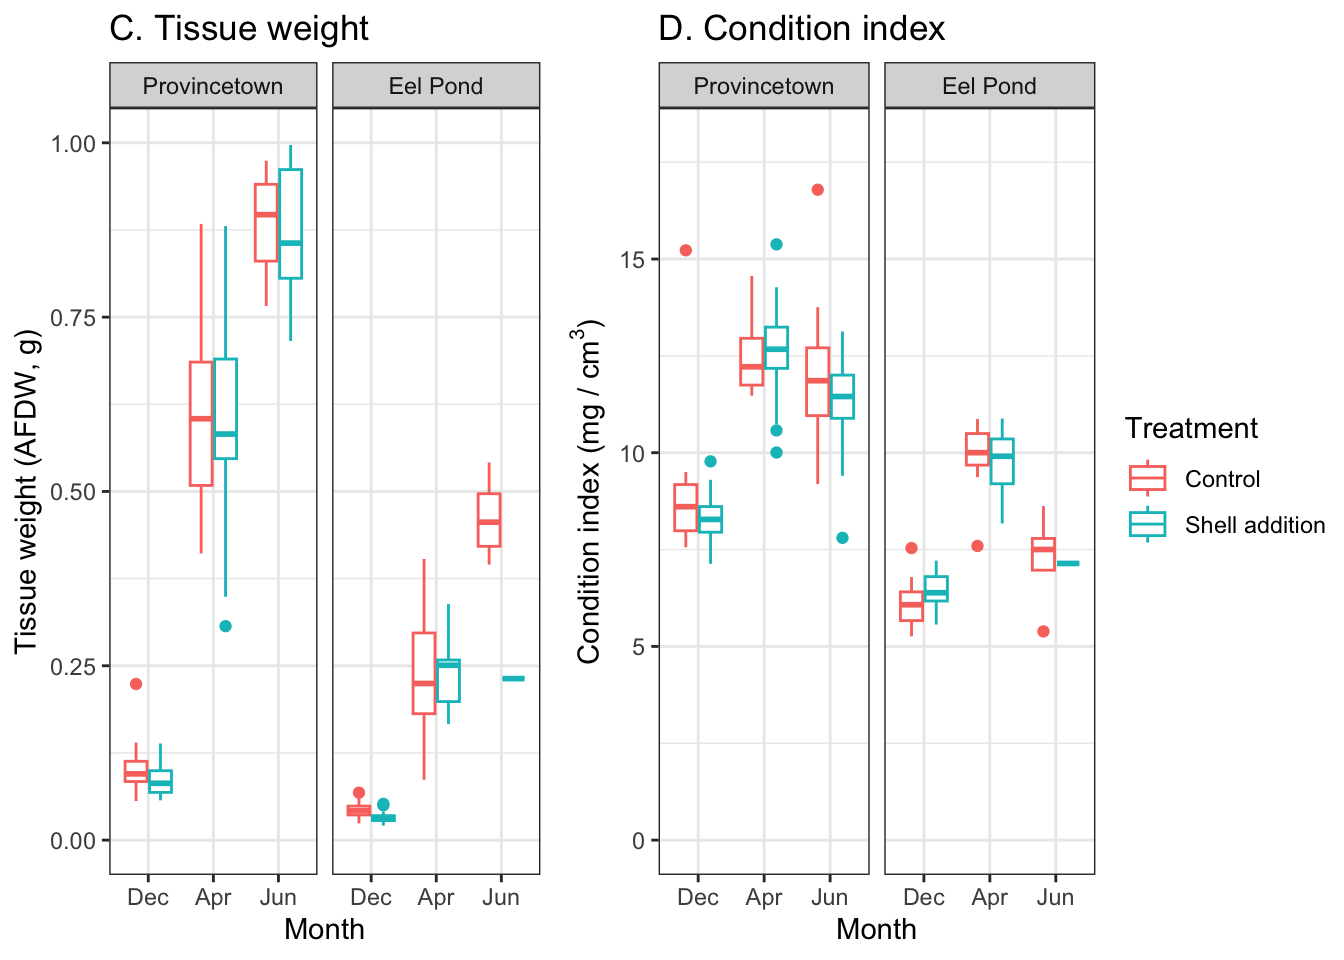 C. Tissue weight
Provincetown
Eel Pond
Tissue weight (AFDW, g)
1.00
0.75
0.50
0.25
0.00
Dec
Apr
Jun
Dec
Apr
Jun
Month
D. Condition index
Provincetown
Eel Pond
Condition index (mg / cm³)
15
10
5
0
Dec
Apr
Jun
Dec
Apr
Jun
Month
Treatment
Control
Shell addition